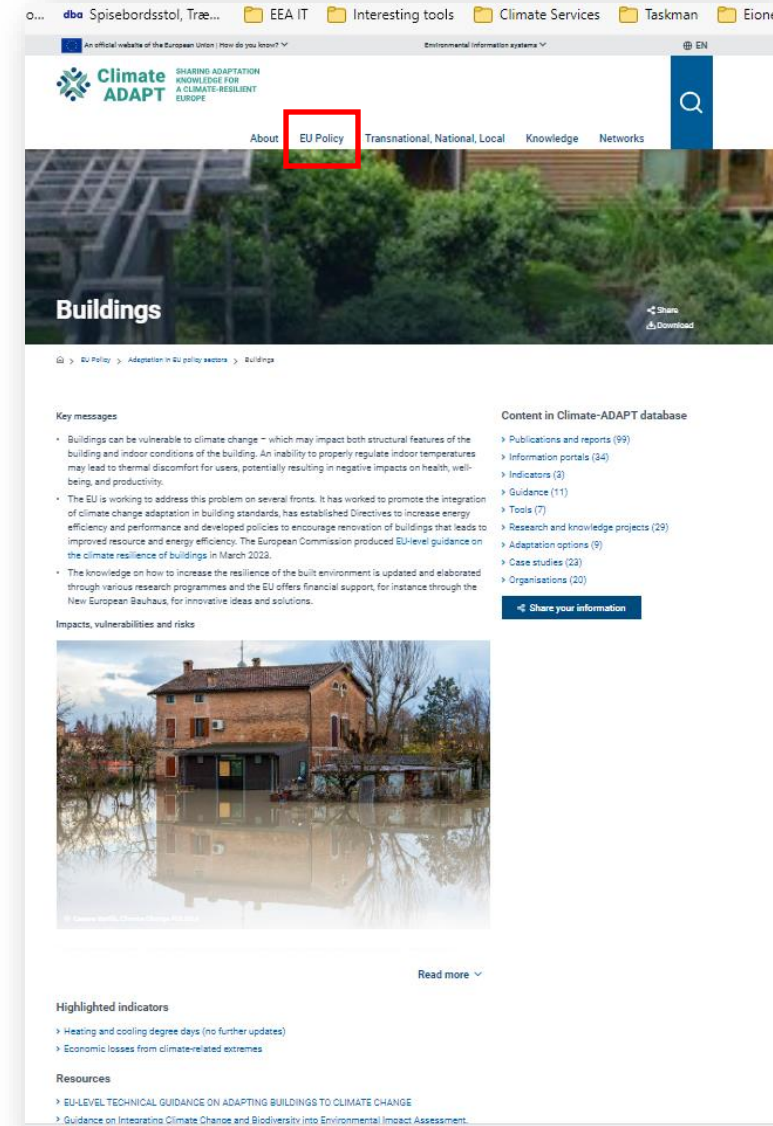 o... dba Spisebordsstol, Træ... EEA IT Interesting tools Climate Services Taskman Eione
An official website of the European Union | How do you know? Environmental information systems EN
Climate ADAPT
SHARING ADAPTATION
KNOWLEDGE FOR
A CLIMATE-RESILIENT
EUROPE
About EU Policy Transnational, National, Local Knowledge Networks
Buildings
Share
Download
EU Policy > Adaptation in EU policy sectors > Buildings
Key messages
• Buildings can be vulnerable to climate change – which may impact both structural features of the
building and indoor conditions of the building. An inability to properly regulate indoor temperatures
may lead to thermal discomfort for users, potentially resulting in negative impacts on health, well-
being, and productivity.
• The EU is working to address this problem on several fronts. It has worked to promote the integration
of climate change adaptation in building standards, has established Directives to increase energy
efficiency and performance and developed policies to encourage renovation of buildings that leads to
improved resource and energy efficiency. The European Commission produced EU-level guidance on
the climate resilience of buildings in March 2023.
• The knowledge on how to increase the resilience of the built environment is updated and elaborated
through various research programmes and the EU offers financial support, for instance through the
New European Bauhaus, for innovative ideas and solutions.
Content in Climate-ADAPT database
> Publications and reports (99)
> Information portals (34)
> Indicators (3)
> Guidance (11)
> Tools (7)
> Research and knowledge projects (29)
> Adaptation options (9)
> Case studies (23)
> Organisations (20)
Share your information
Impacts, vulnerabilities and risks
Read more
Highlighted indicators
> Heating and cooling degree days (no further updates)
> Economic losses from climate-related extremes
Resources
> EU-LEVEL TECHNICAL GUIDANCE ON ADAPTING BUILDINGS TO CLIMATE CHANGE
> Guidance on Integrating Climate Change and Biodiversity into Environmental Impact Assessment.